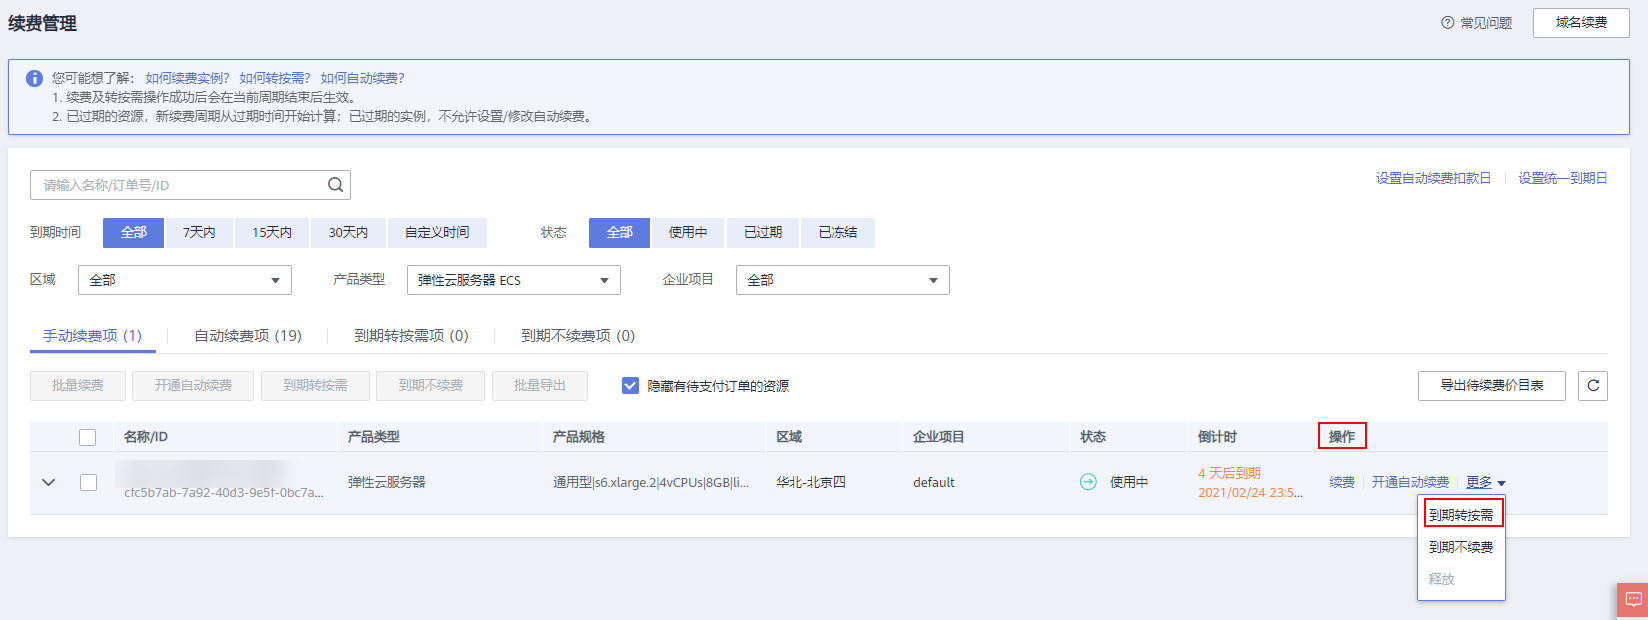 续费管理
常见问题
域名续费
您可能想了解： 如何续费实例？ 如何转按需？ 如何自动续费？
1. 续费及转按需操作成功后会在当前周期结束后生效。
2. 已过期的资源，新续费周期从过期时间开始计算；已过期的实例，不允许设置/修改自动续费。
请输入名称/订单号/ID
设置自动续费扣款日 设置统一到期日
到期时间 全部 7天内 15天内 30天内 自定义时间 状态 全部 使用中 已过期 已冻结
区域 全部 产品类型 弹性云服务器 ECS 企业项目 全部
手动续费项 (1) 自动续费项 (19) 到期转按需项 (0) 到期不续费项 (0)
批量续费 开通自动续费 到期转按需 到期不续费 批量导出 隐藏有待支付订单的资源 导出待续费价目表
名称/ID 产品类型 产品规格 区域 企业项目 状态 倒计时 操作
cfc5b7ab-7a92-40d3-9e5f-0bc7a... 弹性云服务器 通用型|s6.xlarge.2|4vCPUs|8GB|li... 华北-北京四 default 使用中 4 天后到期 续费 开通自动续费 更多
2021/02/24 23:5...
到期转按需
到期不续费
释放